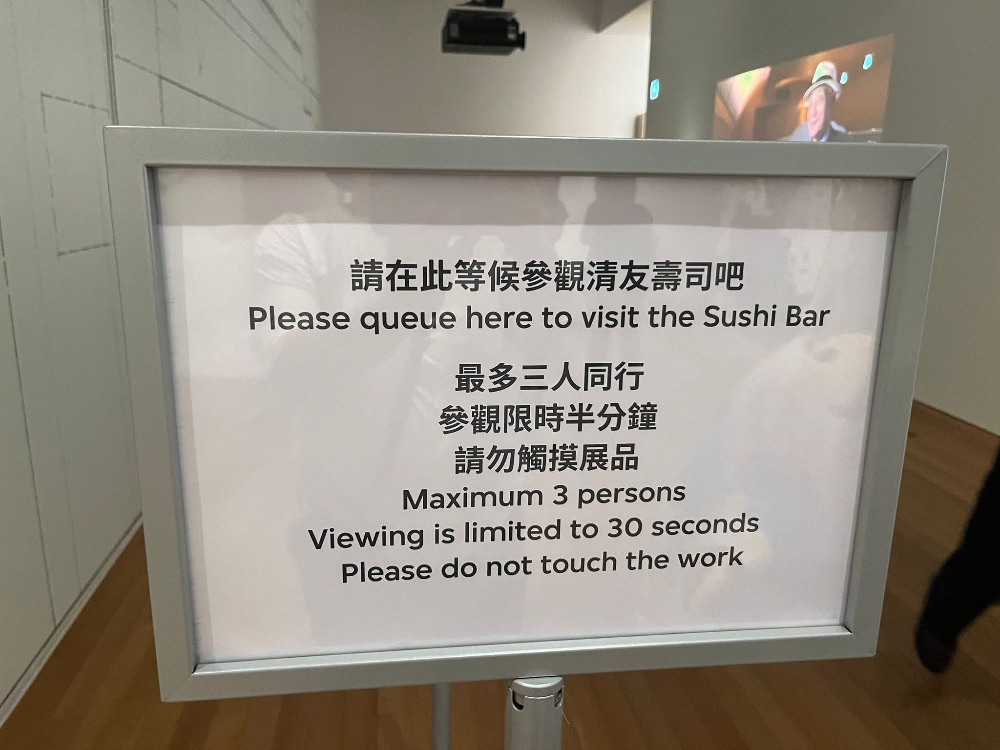 請在此等候參觀清友壽司吧
Please queue here to visit the Sushi Bar
最多三人同行
參觀限時半分鐘
請勿觸摸展品
Maximum 3 persons
Viewing is limited to 30 seconds
Please do not touch the work